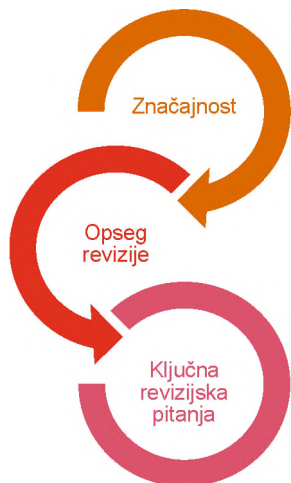 Značajnost
Opseg
revizije
Ključna
revizijska
pitanja